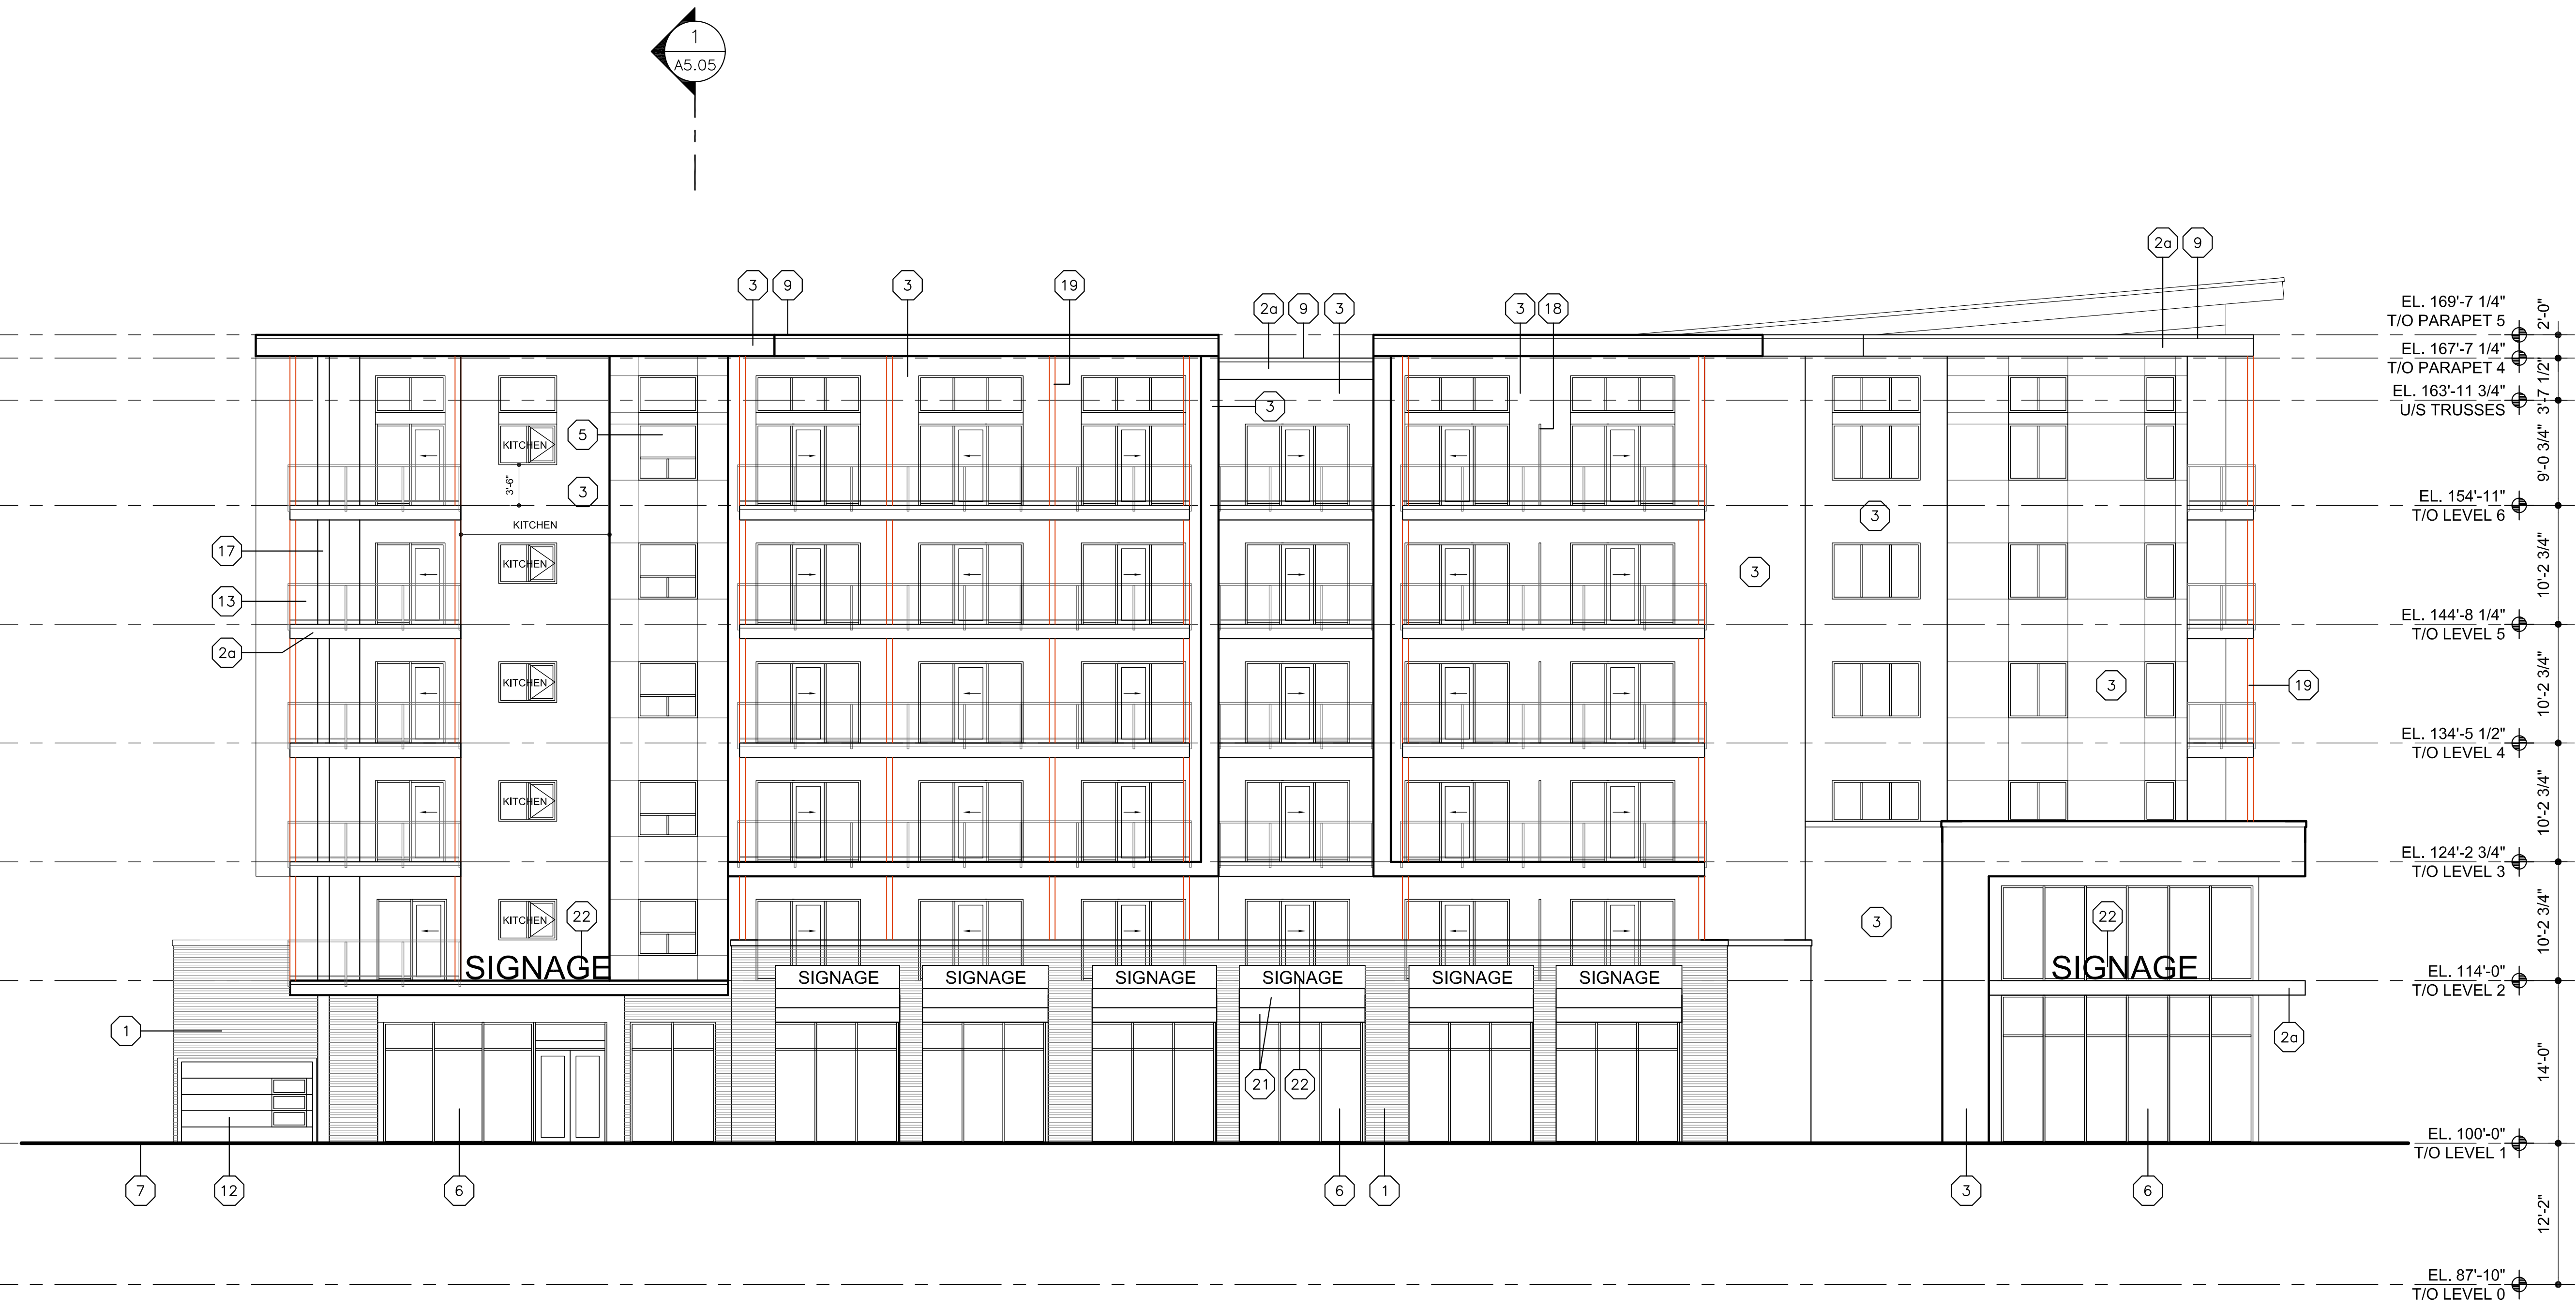 1
A5.05
2a
9
3
9
3
19
2a
9
3
3
18
EL. 169'-7 1/4"
T/O PARAPET 5
2'-0"
EL. 167'-7 1/4"
T/O PARAPET 4
3'-7 1/2"
EL. 163'-11 3/4"
U/S TRUSSES
3
5
KITCHEN
9'-0 3/4"
3'-6"
3
EL. 154'-11"
T/O LEVEL 6
3
KITCHEN
17
KITCHEN
10'-2 3/4"
3
13
EL. 144'-8 1/4"
T/O LEVEL 5
2a
KITCHEN
3
19
10'-2 3/4"
EL. 134'-5 1/2"
T/O LEVEL 4
KITCHEN
10'-2 3/4"
EL. 124'-2 3/4"
T/O LEVEL 3
KITCHEN
22
3
22
10'-2 3/4"
SIGNAGE
SIGNAGE
SIGNAGE
SIGNAGE
SIGNAGE
SIGNAGE
SIGNAGE
SIGNAGE
EL. 114'-0"
T/O LEVEL 2
1
2a
14'-0"
21
22
EL. 100'-0"
T/O LEVEL 1
7
12
6
6
1
3
6
12'-2"
EL. 87'-10"
T/O LEVEL 0